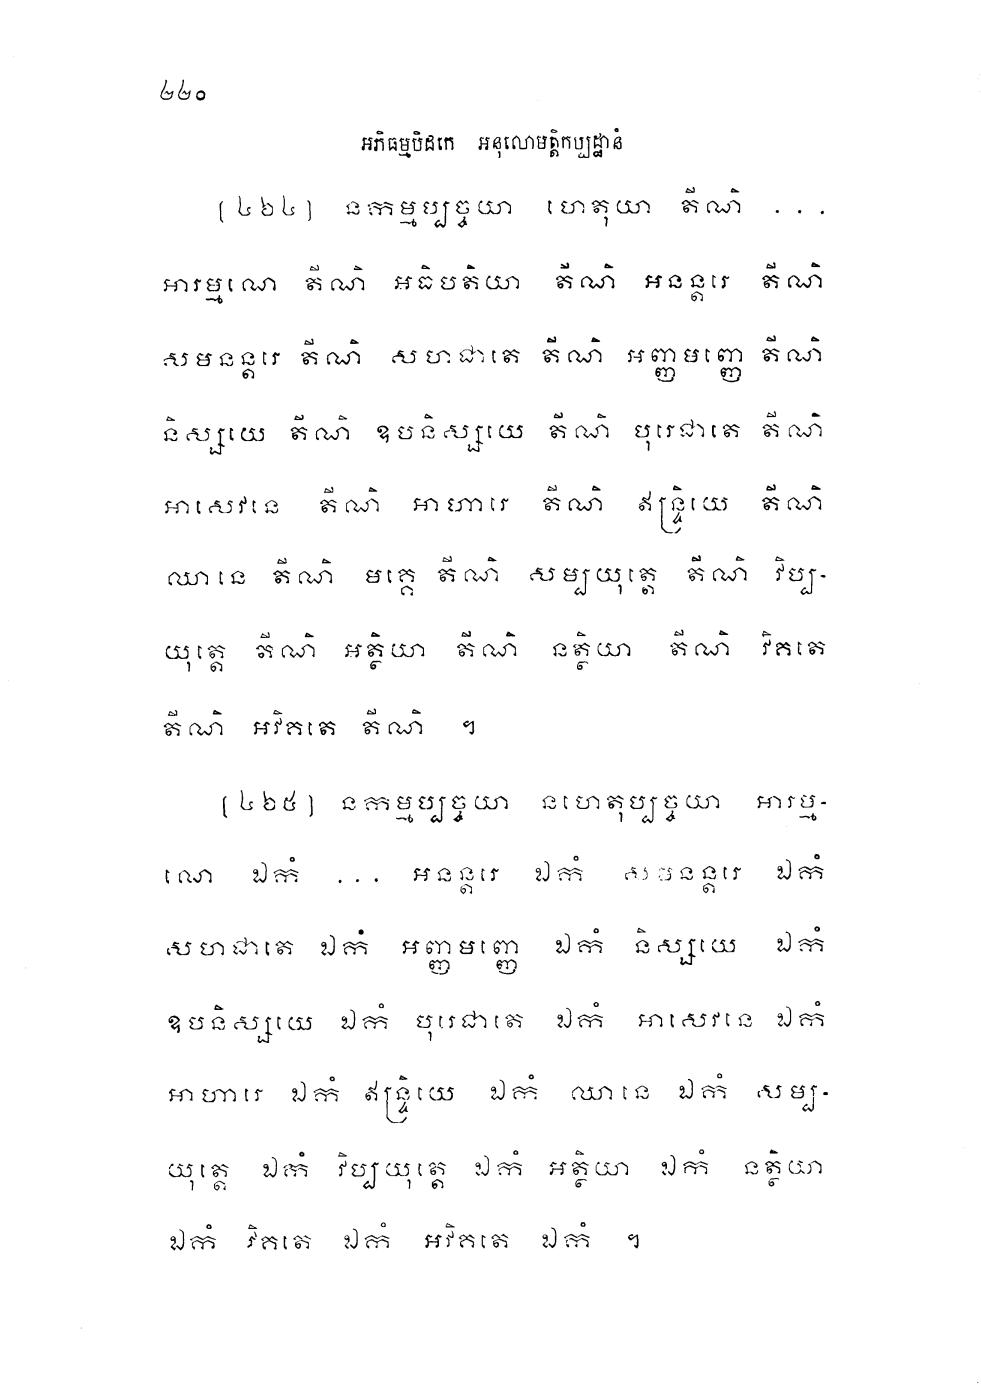 ២២០
អភិធម្មបិដកេ អនុលោមត្តិកប្បដ្ឋានំ
(៤៦៤) នកម្មប្បច្ចយា ហេតុយា តីណិ ...
អារម្មណេ តីណិ អធិបតិយា តីណិ អនន្តរេ តីណិ
សមនន្តរេ តីណិ សហជាតេ តីណិ អញ្ញមញ្ញេ តីណិ
និស្សយេ តីណិ ឧបនិស្សយេ តីណិ បុរេជាតេ តីណិ
អាសេវនេ តីណិ អាហារេ តីណិ ឥន្ទ្រិយេ តីណិ
ឈានេ តីណិ មគ្គេ តីណិ សម្បយុត្តេ តីណិ វិប្ប-
យុត្តេ តីណិ អត្ថិយា តីណិ នត្ថិយា តីណិ វិគតេ
តីណិ អវិគតេ តីណិ ៗ
(៤៦៥) នកម្មប្បច្ចយា នហេតុប្បច្ចយា អារម្ម-
ណេ ឯកំ ... អនន្តរេ ឯកំ សមនន្តរេ ឯកំ
សហជាតេ ឯកំ អញ្ញមញ្ញេ ឯកំ និស្សយេ ឯកំ
ឧបនិស្សយេ ឯកំ បុរេជាតេ ឯកំ អាសេវនេ ឯកំ
អាហារេ ឯកំ ឥន្ទ្រិយេ ឯកំ ឈានេ ឯកំ សម្ប-
យុត្តេ ឯកំ វិប្បយុត្តេ ឯកំ អត្ថិយា ឯកំ នត្ថិយា
ឯកំ វិគតេ ឯកំ អវិគតេ ឯកំ ៗ